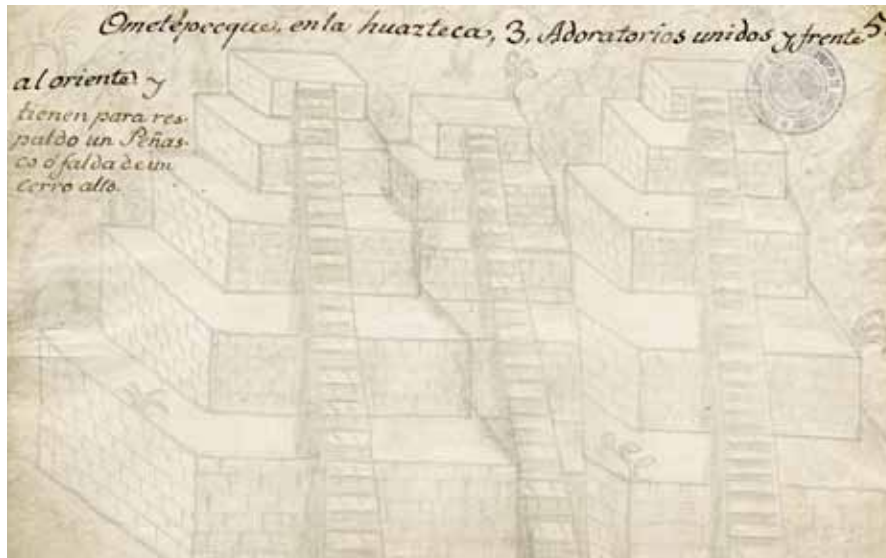 Ometépecque, en la huazteca, 3, Adoratorios unidos y frente 5.
al oriente y
tienen para res-
paldo un Peñas-
co ó falda de un
cerro alto.